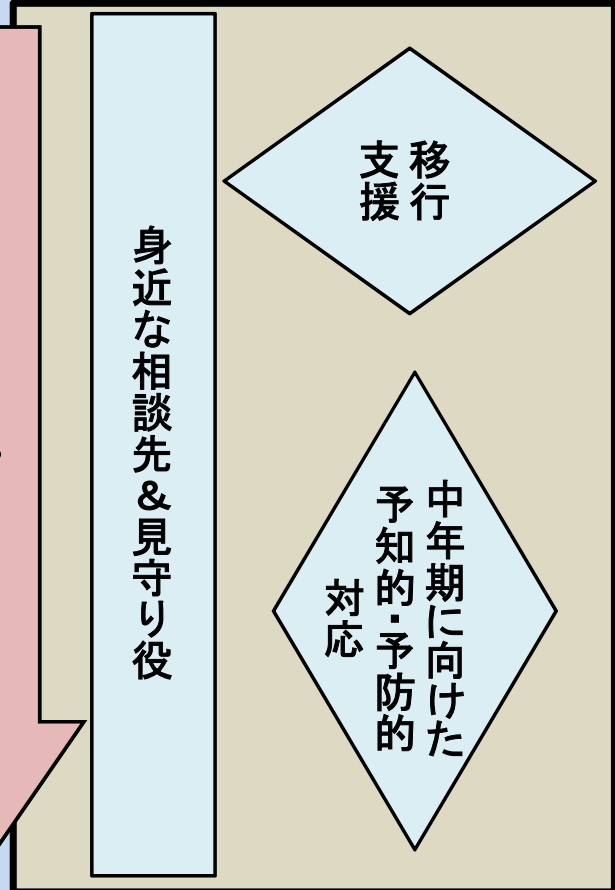 移行
支援
中年期に向けた
予知的・予防的
対応
身近な相談先＆見守り役